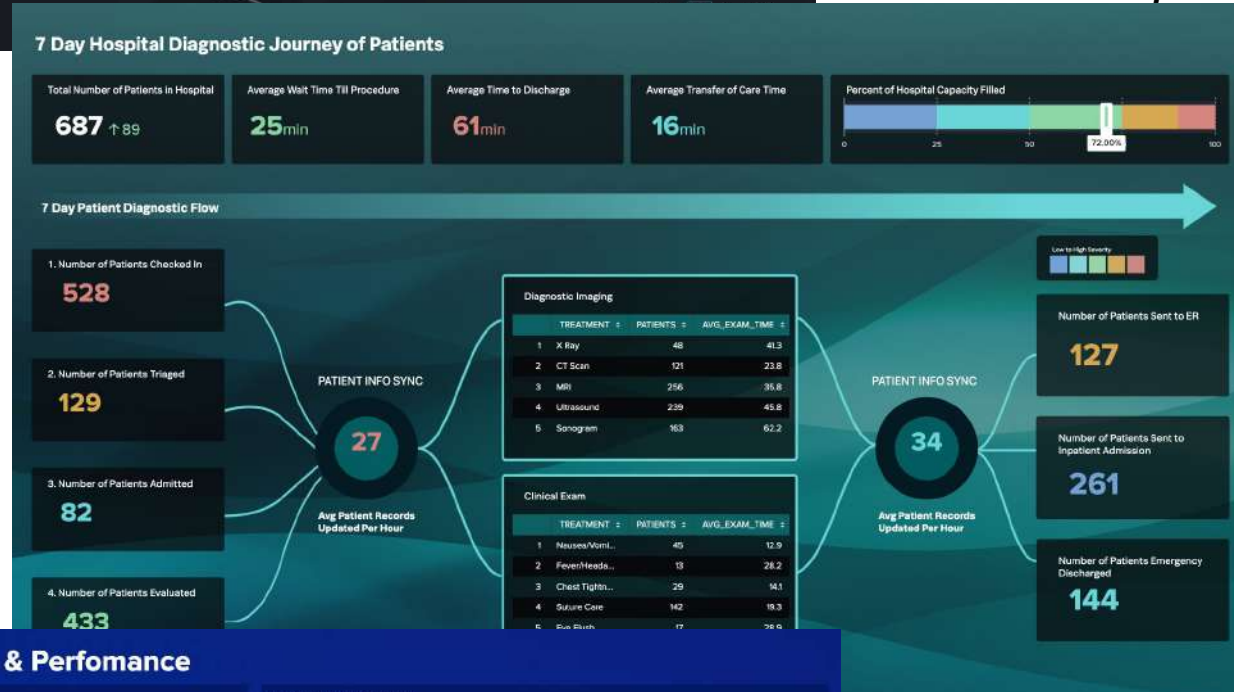 7 Day Hospital Diagnostic Journey of Patients
Total Number of Patients in Hospital
687 ↑89
Average Wait Time Till Procedure
25min
Average Time to Discharge
61min
Average Transfer of Care Time
16min
Percent of Hospital Capacity Filled
0 25 50 100
72.00%
7 Day Patient Diagnostic Flow
1. Number of Patients Checked In
528
2. Number of Patients Triaged
129
3. Number of Patients Admitted
82
4. Number of Patients Evaluated
433
PATIENT INFO SYNC
27
Avg Patient Records
Updated Per Hour
Diagnostic Imaging
TREATMENT PATIENTS AVG_EXAM_TIME
1 X Ray 48 41.3
2 CT Scan 121 23.8
3 MRI 256 35.8
4 Ultrasound 239 45.8
5 Sonogram 163 62.2
Clinical Exam
TREATMENT PATIENTS AVG_EXAM_TIME
1 Nausea/Vomi... 45 12.9
2 Fever/Heada... 13 28.2
3 Chest Tightn... 29 14.1
4 Suture Care 142 19.3
5 Eye Flush 17 28.9
PATIENT INFO SYNC
34
Avg Patient Records
Updated Per Hour
Low to High Severity
Number of Patients Sent to ER
127
Number of Patients Sent to
Inpatient Admission
261
Number of Patients Emergency
Discharged
144
& Perfomance